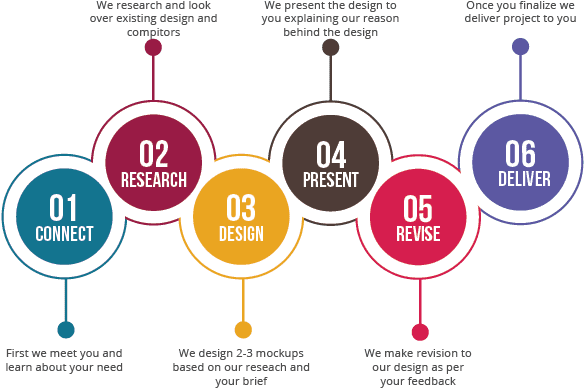 We research and look
over existing design and
compitors
We present the design to
you explaining our reason
behind the design
Once you finalize we
deliver project to you
01
CONNECT
02
RESEARCH
03
DESIGN
04
PRESENT
05
REVISE
06
DELIVER
First we meet you and
learn about your need
We design 2-3 mockups
based on our reseach and
your brief
We make revision to
our design as per
your feedback